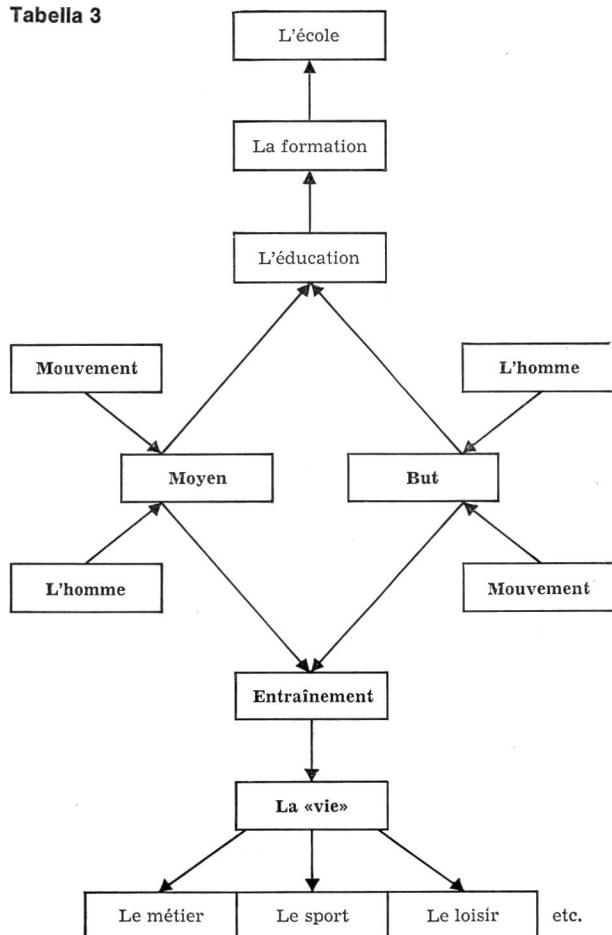 Tabella 3
L'école
La formation
L'éducation
Mouvement
L'homme
Moyen
But
L'homme
Mouvement
Entraînement
La «vie»
Le métier
Le sport
Le loisir
etc.